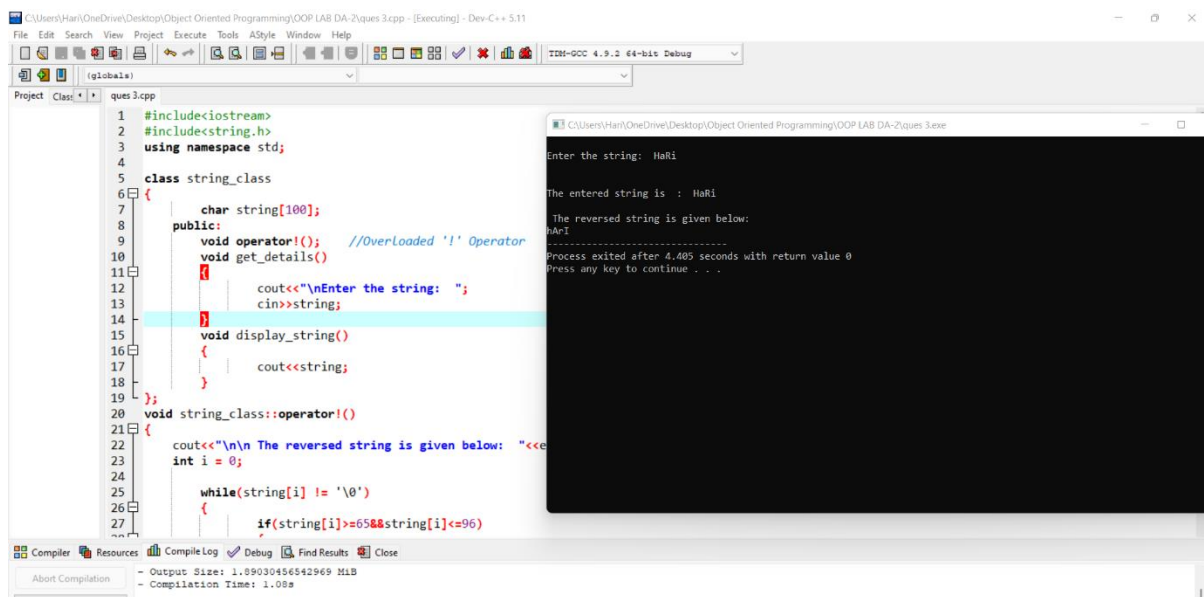 C:\Users\Hari\OneDrive\Desktop\Object Oriented Programming\OOP LAB DA-2\ques 3.cpp - [Executing] - Dev-C++ 5.11
File Edit Search View Project Execute Tools AStyle Window Help
TDM-GCC 4.9.2 64-bit Debug
(globals)
Project Clas: ques 3.cpp
1 #include<iostream>
2 #include<string.h>
3 using namespace std;
4
5 class string_class
6 {
7 char string[100];
8 public:
9 void operator!(); //Overloaded '!' Operator
10 void get_details()
11 {
12 cout<<"\nEnter the string:  ";
13 cin>>string;
14 }
15 void display_string()
16 {
17 cout<<string;
18 }
19 };
20 void string_class::operator!()
21 {
22 cout<<"\n\n The reversed string is given below:  "<<e
23 int i = 0;
24
25 while(string[i] != '\0')
26 {
27 if(string[i]>=65&&string[i]<=96)
C:\Users\Hari\OneDrive\Desktop\Object Oriented Programming\OOP LAB DA-2\ques 3.exe
Enter the string:  HaRi
The entered string is  :  HaRi
The reversed string is given below:
hArI
--------------------------------
Process exited after 4.405 seconds with return value 0
Press any key to continue . . .
Compiler Resources Compile Log Debug Find Results Close
Abort Compilation
- Output Size: 1.89030456542969 MiB
- Compilation Time: 1.08s